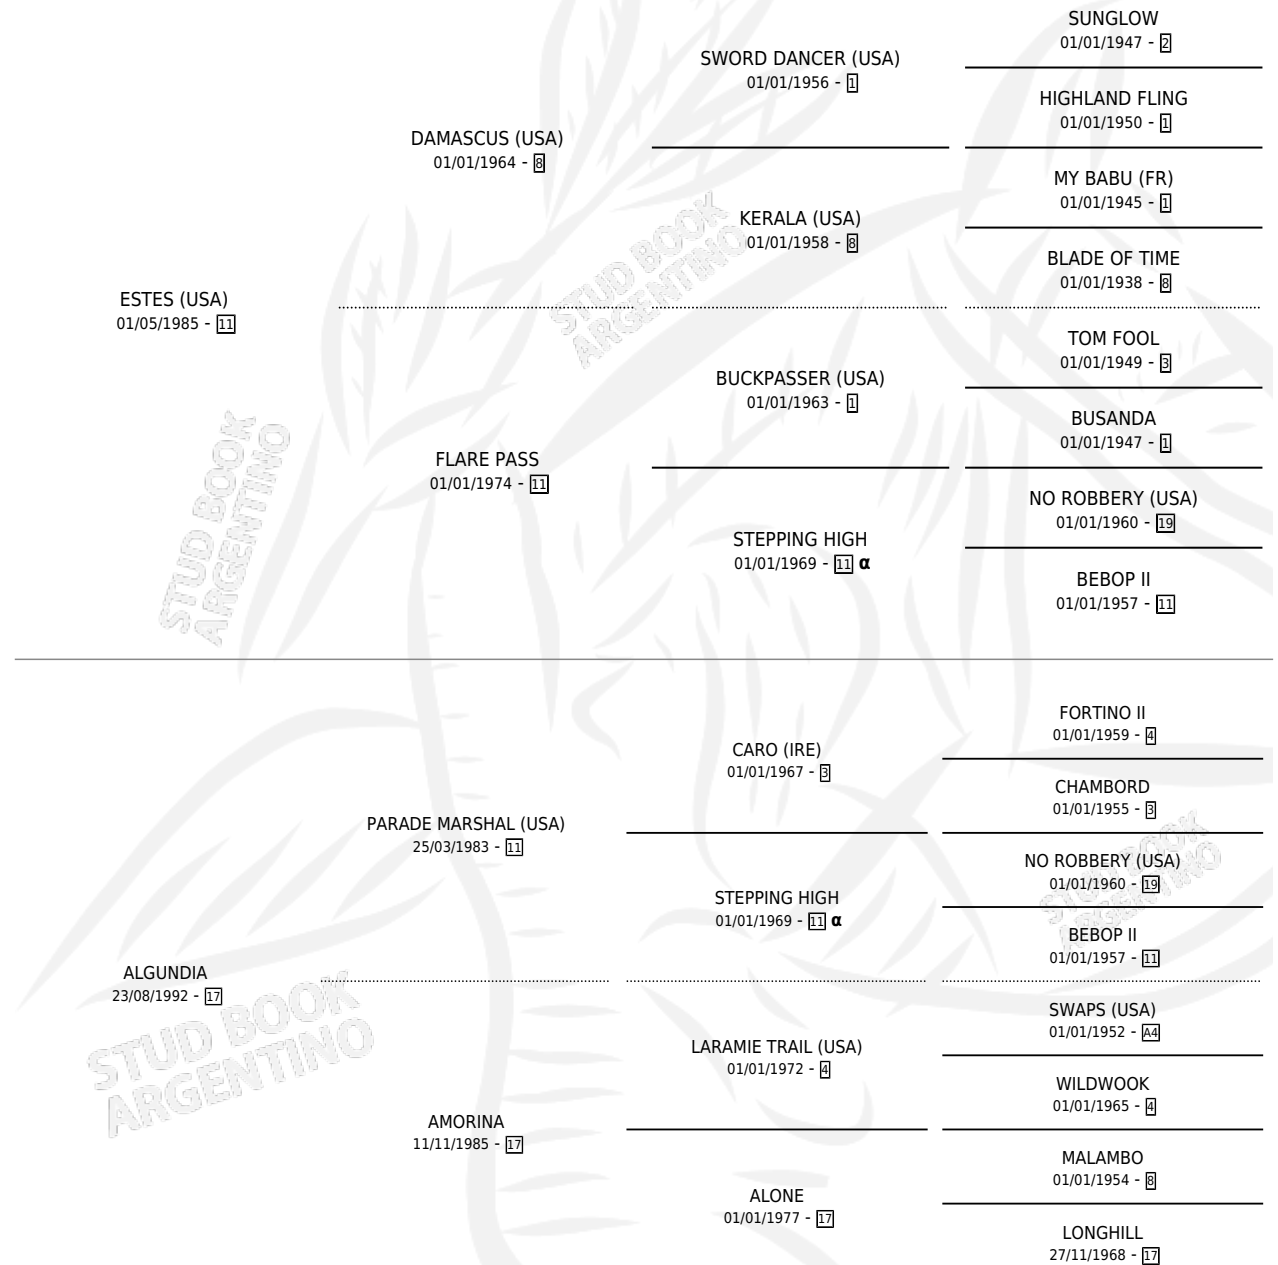 SUNGLOW
01/01/1947 - 2
SWORD DANCER (USA)
01/01/1956 - 1
HIGHLAND FLING
01/01/1950 - 1
DAMASCUS (USA)
01/01/1964 - 8
MY BABU (FR)
01/01/1945 - 1
KERALA (USA)
01/01/1958 - 8
BLADE OF TIME
01/01/1938 - 8
STUD BOOK
ARGENTINO
ESTES (USA)
01/05/1985 - 11
TOM FOOL
01/01/1949 - 3
BUCKPASSER (USA)
01/01/1963 - 1
BUSANDA
01/01/1947 - 1
FLARE PASS
01/01/1974 - 11
NO ROBBERY (USA)
01/01/1960 - 19
STEPPING HIGH
01/01/1969 - 11 α
BEBOP II
01/01/1957 - 11
STUD BOOK
ARGENTINO
FORTINO II
01/01/1959 - 4
CARO (IRE)
01/01/1967 - 3
CHAMBORD
01/01/1955 - 3
PARADE MARSHAL (USA)
25/03/1983 - 11
NO ROBBERY (USA)
01/01/1960 - 19
STUD BOOK
ARGENTINO
STEPPING HIGH
01/01/1969 - 11 α
BEBOP II
01/01/1957 - 11
ALGUNDIA
23/08/1992 - 17
STUD BOOK
ARGENTINO
SWAPS (USA)
01/01/1952 - A4
LARAMIE TRAIL (USA)
01/01/1972 - 4
WILDWOOK
01/01/1965 - 4
AMORINA
11/11/1985 - 17
MALAMBO
01/01/1954 - 8
ALONE
01/01/1977 - 17
LONGHILL
27/11/1968 - 17